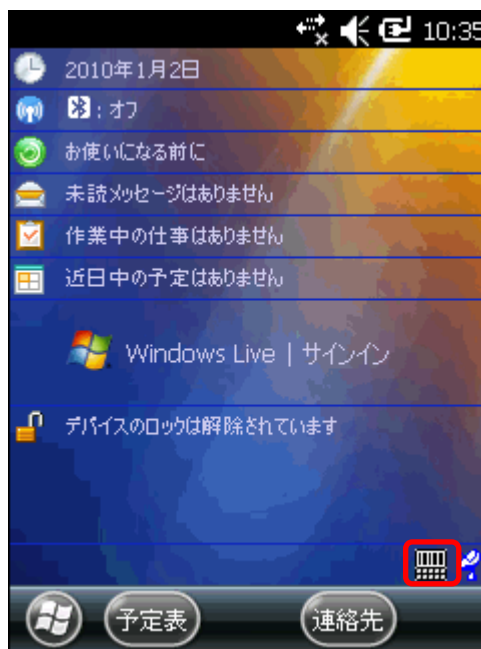 10:35
2010年1月2日
: オフ
お使いになる前に
未読メッセージはありません
作業中の仕事はありません
近日中の予定はありません
Windows Live | サインイン
デバイスのロックは解除されています
予定表
連絡先